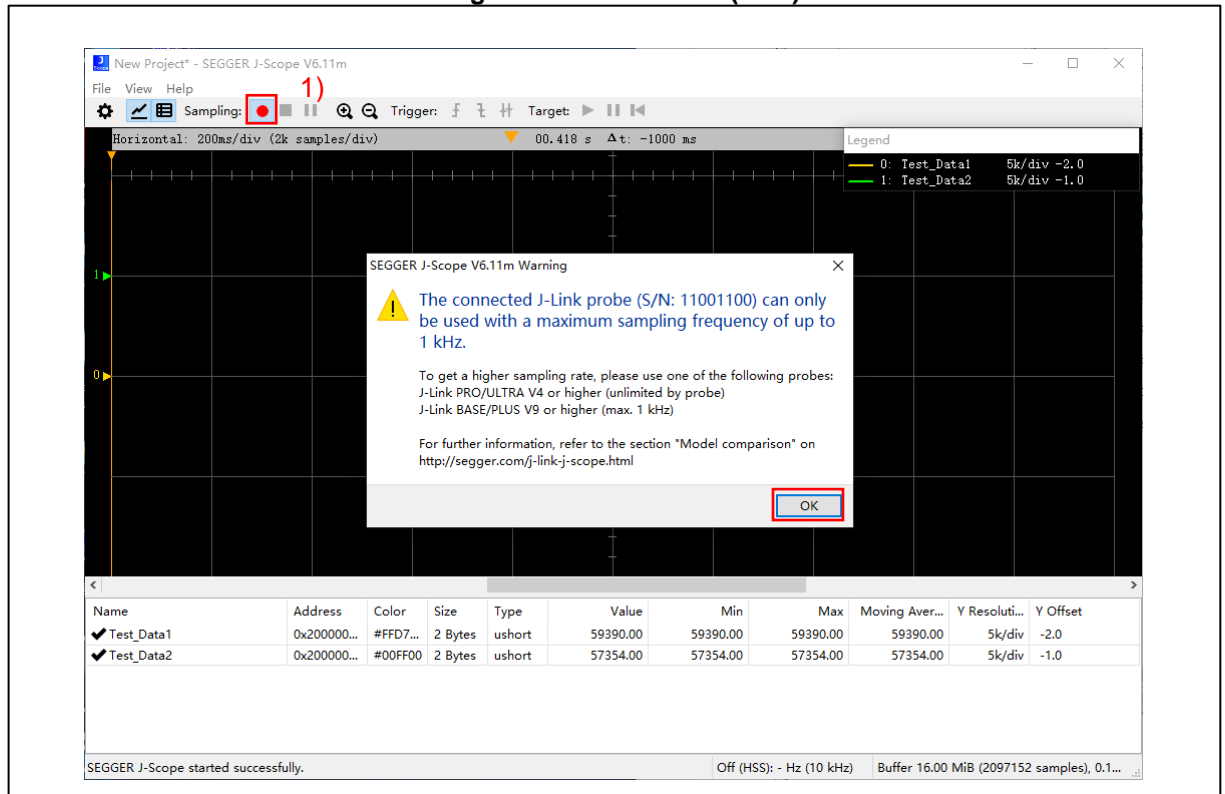 New Project* - SEGGER J-Scope V6.11m
File View Help
1)
Sampling: Trigger: Target:
Horizontal: 200ms/div (2k samples/div) 00.418 s Δt: -1000 ms
Legend
0: Test_Data1 5k/div -2.0
1: Test_Data2 5k/div -1.0
1
0
SEGGER J-Scope V6.11m Warning
The connected J-Link probe (S/N: 11001100) can only
be used with a maximum sampling frequency of up to
1 kHz.
To get a higher sampling rate, please use one of the following probes:
J-Link PRO/ULTRA V4 or higher (unlimited by probe)
J-Link BASE/PLUS V9 or higher (max. 1 kHz)
For further information, refer to the section "Model comparison" on
http://segger.com/j-link-j-scope.html
OK
Name Address Color Size Type Value Min Max Moving Aver... Y Resoluti... Y Offset
Test_Data1 0x200000... #FFD7... 2 Bytes ushort 59390.00 59390.00 59390.00 59390.00 5k/div -2.0
Test_Data2 0x200000... #00FF00 2 Bytes ushort 57354.00 57354.00 57354.00 57354.00 5k/div -1.0
SEGGER J-Scope started successfully. Off (HSS): - Hz (10 kHz) Buffer 16.00 MiB (2097152 samples), 0.1...